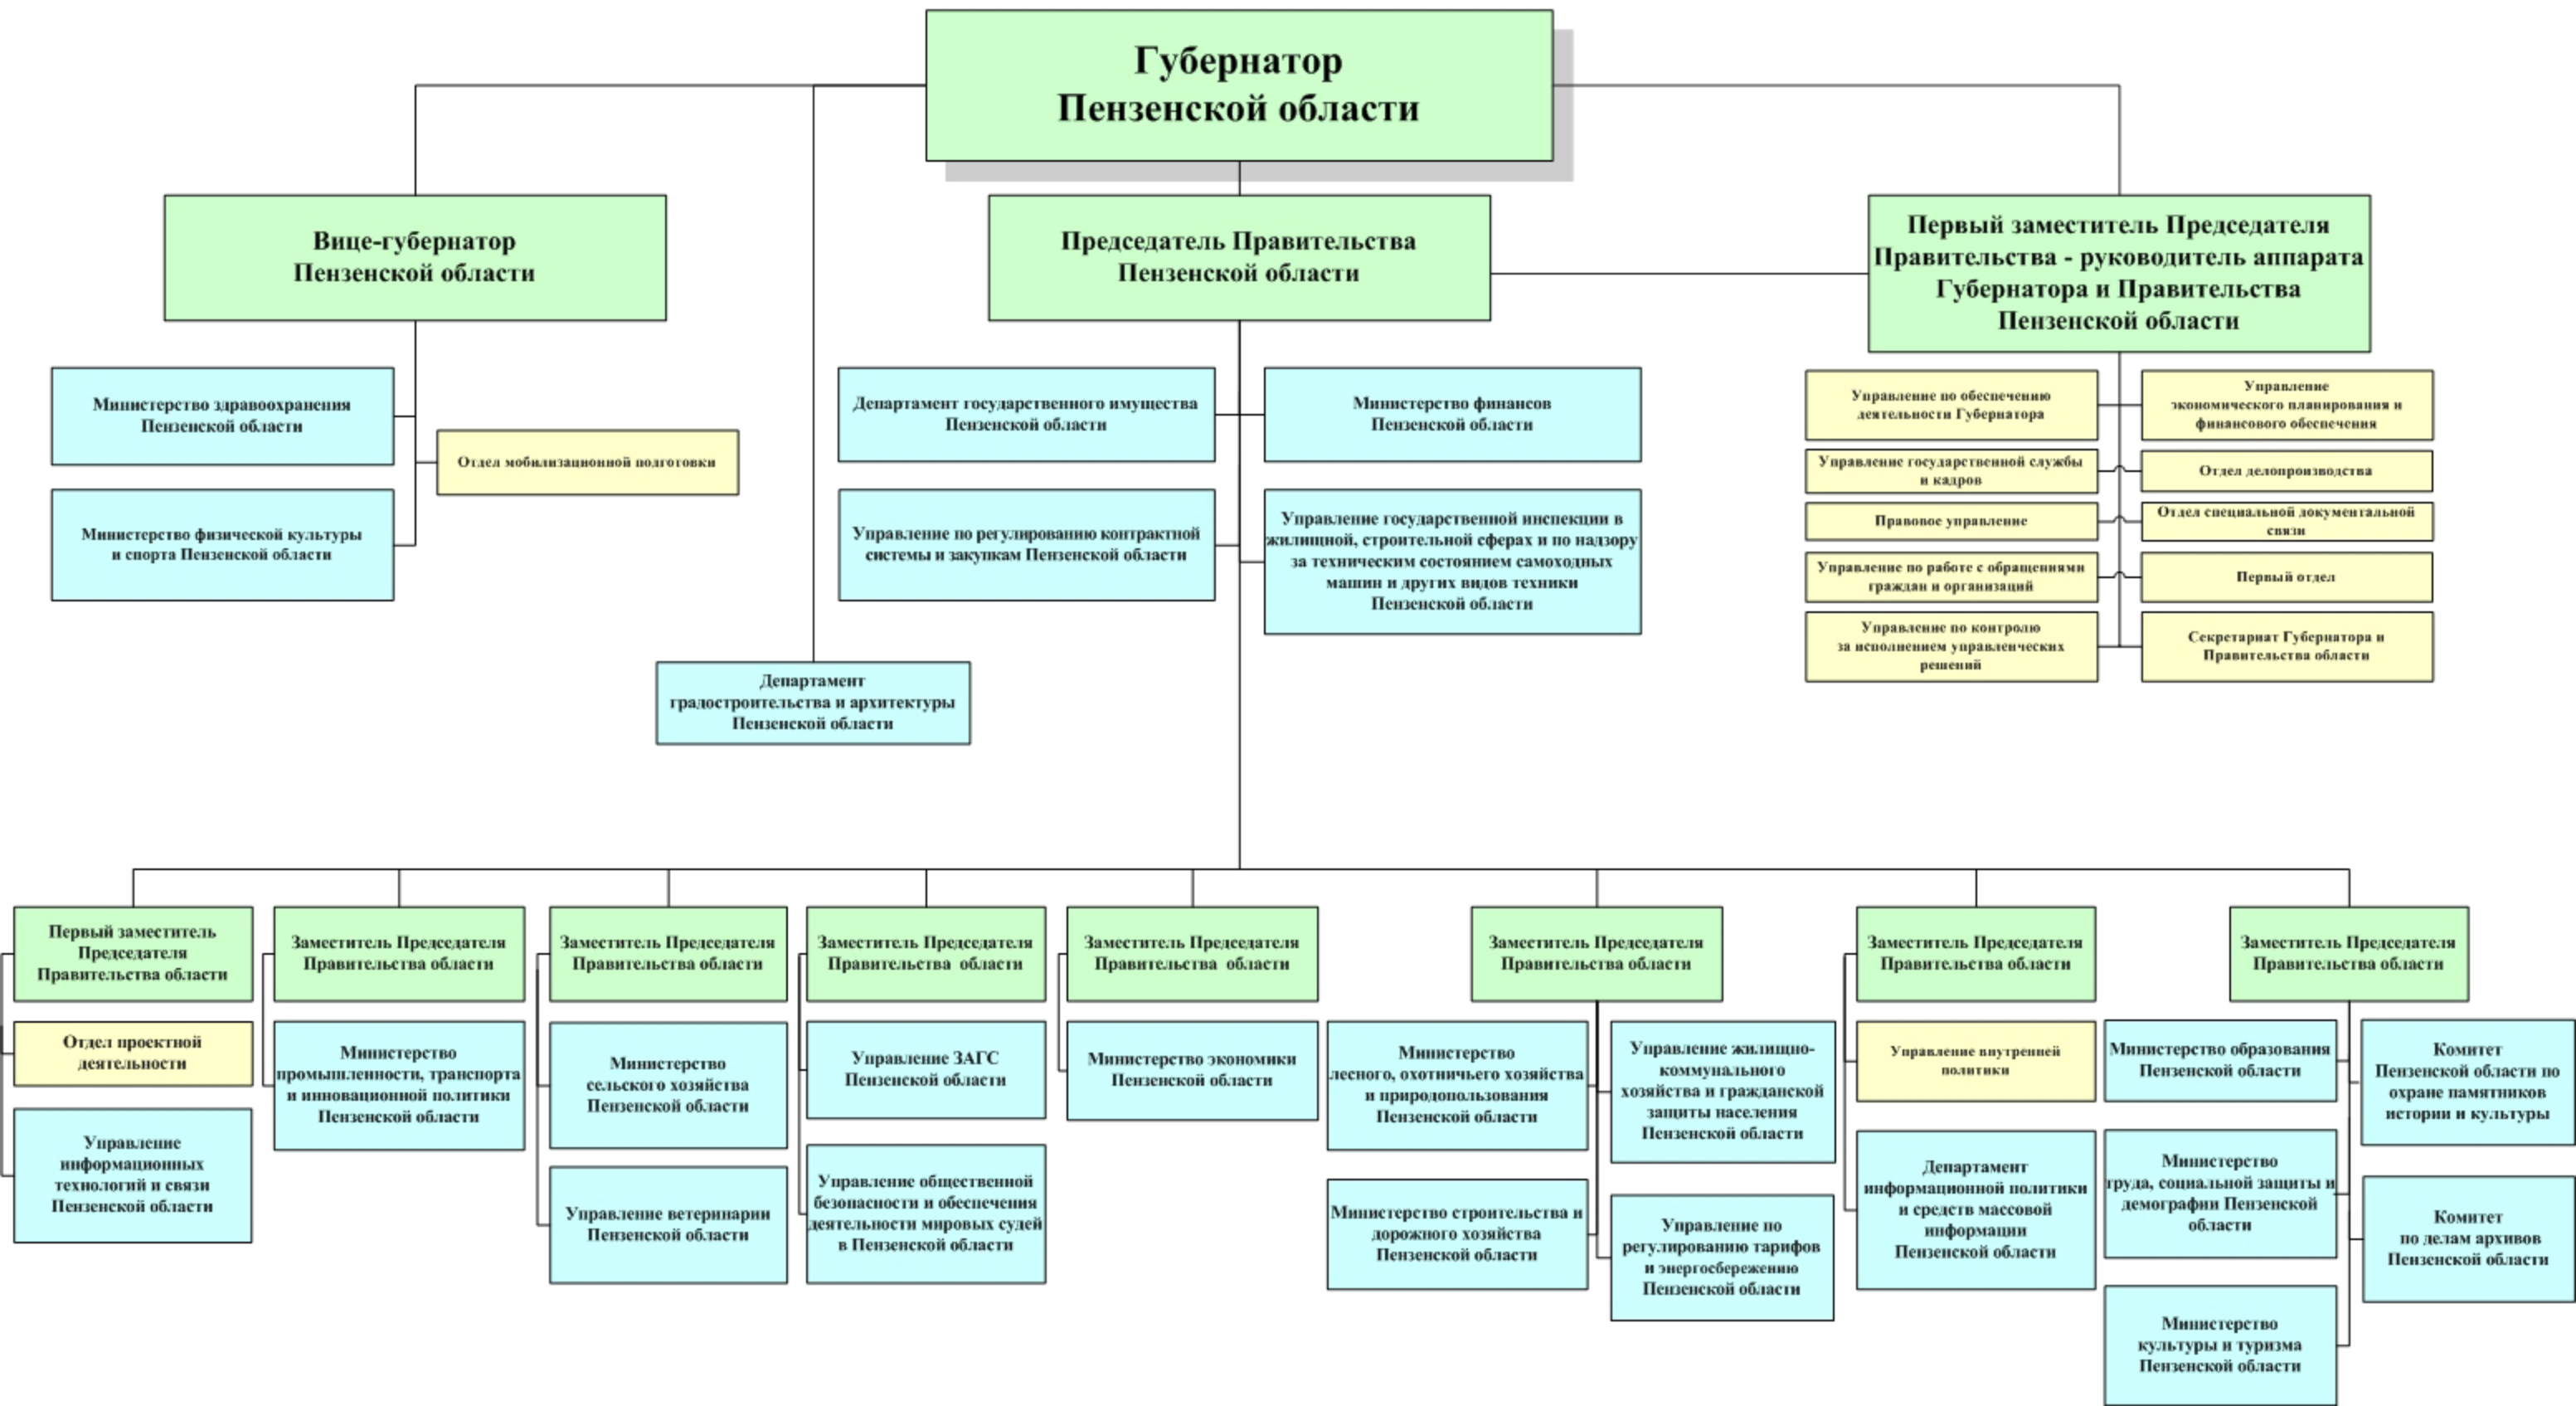 Губернатор
Пензенской области
Вице-губернатор
Пензенской области
Председатель Правительства
Пензенской области
Первый заместитель Председателя
Правительства - руководитель аппарата
Губернатора и Правительства
Пензенской области
Министерство здравоохранения
Пензенской области
Отдел мобилизационной подготовки
Министерство физической культуры
и спорта Пензенской области
Департамент государственного имущества
Пензенской области
Министерство финансов
Пензенской области
Управление по регулированию контрактной
системы и закупкам Пензенской области
Управление государственной инспекции в
жилищной, строительной сферах и по надзору
за техническим состоянием самоходных
машин и других видов техники
Пензенской области
Управление по обеспечению
деятельности Губернатора
Управление
экономического планирования и
финансового обеспечения
Управление государственной службы
и кадров
Отдел делопроизводства
Правовое управление
Отдел специальной документальной
связи
Управление по работе с обращениями
граждан и организаций
Первый отдел
Управление по контролю
за исполнением управленческих
решений
Секретариат Губернатора и
Правительства области
Департамент
градостроительства и архитектуры
Пензенской области
Первый заместитель
Председателя
Правительства области
Отдел проектной
деятельности
Управление
информационных
технологий и связи
Пензенской области
Заместитель Председателя
Правительства области
Министерство
промышленности, транспорта
и инновационной политики
Пензенской области
Заместитель Председателя
Правительства области
Министерство
сельского хозяйства
Пензенской области
Управление ветеринарии
Пензенской области
Заместитель Председателя
Правительства области
Управление ЗАГС
Пензенской области
Управление общественной
безопасности и обеспечения
деятельности мировых судей
в Пензенской области
Заместитель Председателя
Правительства области
Министерство экономики
Пензенской области
Заместитель Председателя
Правительства области
Министерство
лесного, охотничьего хозяйства
и природопользования
Пензенской области
Управление жилищно-
коммунального
хозяйства и гражданской
защиты населения
Пензенской области
Министерство строительства и
дорожного хозяйства
Пензенской области
Управление по
регулированию тарифов
и энергосбережению
Пензенской области
Заместитель Председателя
Правительства области
Управление внутренней
политики
Департамент
информационной политики
и средств массовой
информации
Пензенской области
Заместитель Председателя
Правительства области
Министерство образования
Пензенской области
Комитет
Пензенской области по
охране памятников
истории и культуры
Министерство
труда, социальной защиты и
демографии Пензенской
области
Комитет
по делам архивов
Пензенской области
Министерство
культуры и туризма
Пензенской области